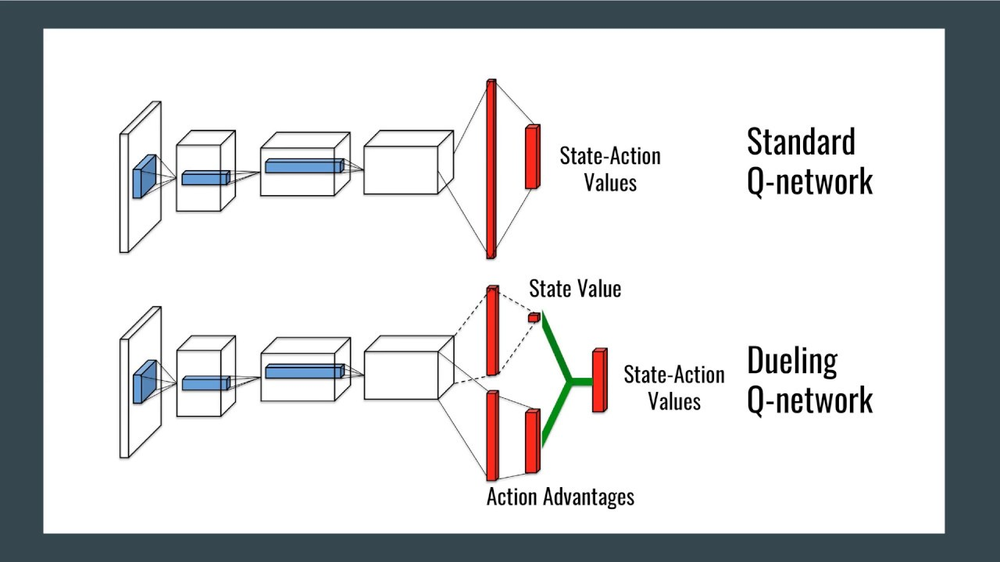 State-Action
Values
Standard
Q-network
State Value
State-Action
Values
Dueling
Q-network
Action Advantages